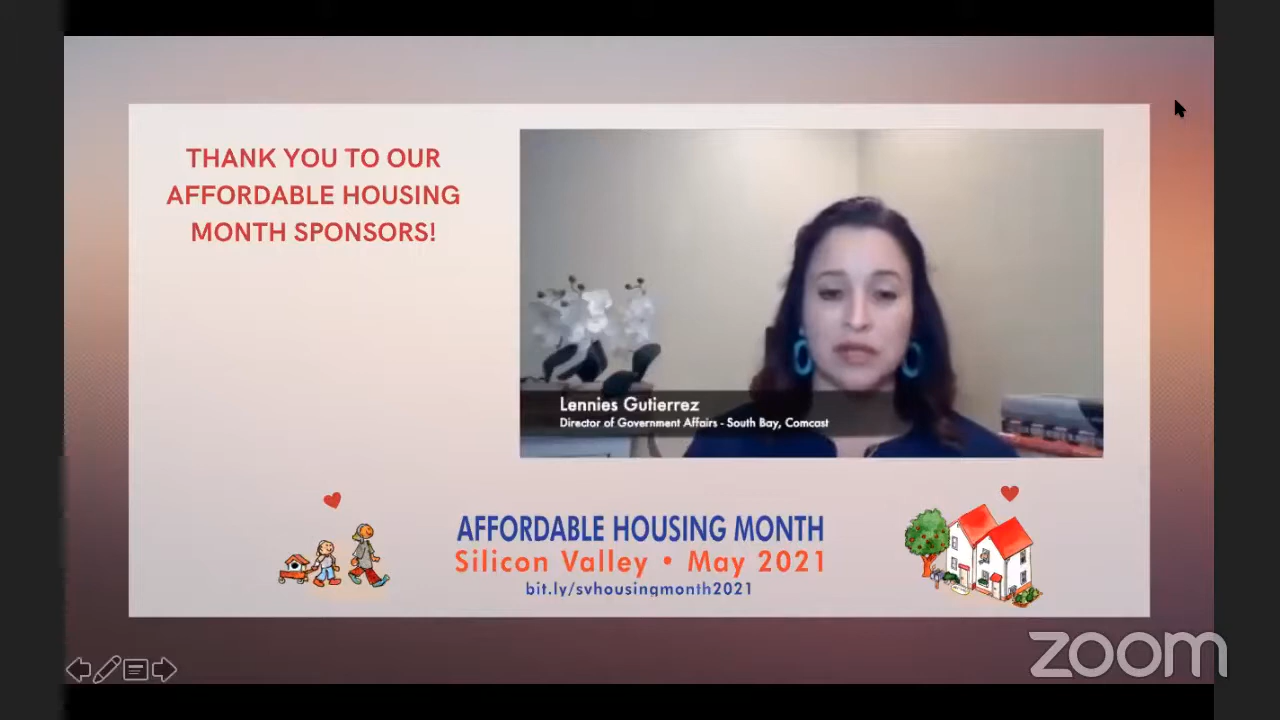 THANK YOU TO OUR
AFFORDABLE HOUSING
MONTH SPONSORS!
Lennies Gutierrez
Director of Government Affairs - South Bay, Comcast
AFFORDABLE HOUSING MONTH
Silicon Valley • May 2021
bit.ly/svhousingmonth2021
zoom